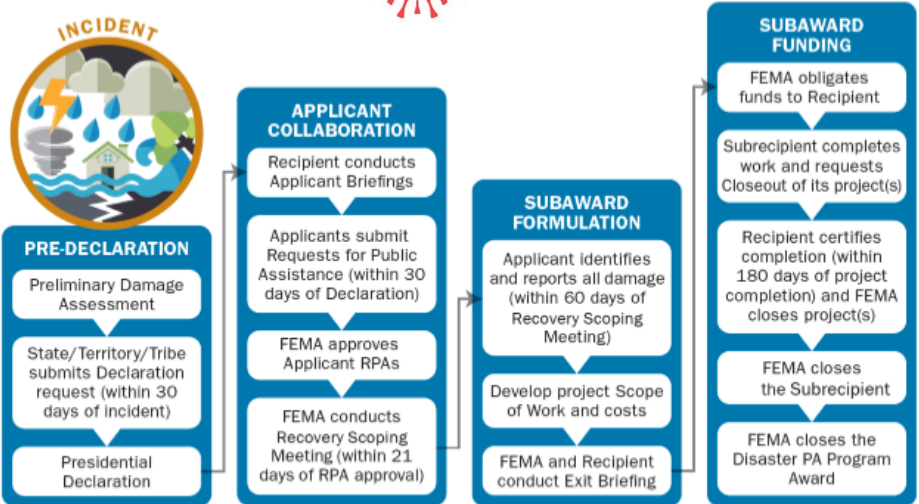 INCIDENT
PRE-DECLARATION
Preliminary Damage
Assessment
State/Territory/Tribe
submits Declaration
request (within 30
days of incident)
Presidential
Declaration
APPLICANT
COLLABORATION
Recipient conducts
Applicant Briefings
Applicants submit
Requests for Public
Assistance (within 30
days of Declaration)
FEMA approves
Applicant RPAs
FEMA conducts
Recovery Scoping
Meeting (within 21
days of RPA approval)
SUBAWARD
FORMULATION
Applicant identifies
and reports all damage
(within 60 days of
Recovery Scoping
Meeting)
Develop project Scope
of Work and costs
FEMA and Recipient
conduct Exit Briefing
SUBAWARD
FUNDING
FEMA obligates
funds to Recipient
Subrecipient completes
work and requests
Closeout of its project(s)
Recipient certifies
completion (within
180 days of project
completion) and FEMA
closes project(s)
FEMA closes
the Subrecipient
FEMA closes the
Disaster PA Program
Award